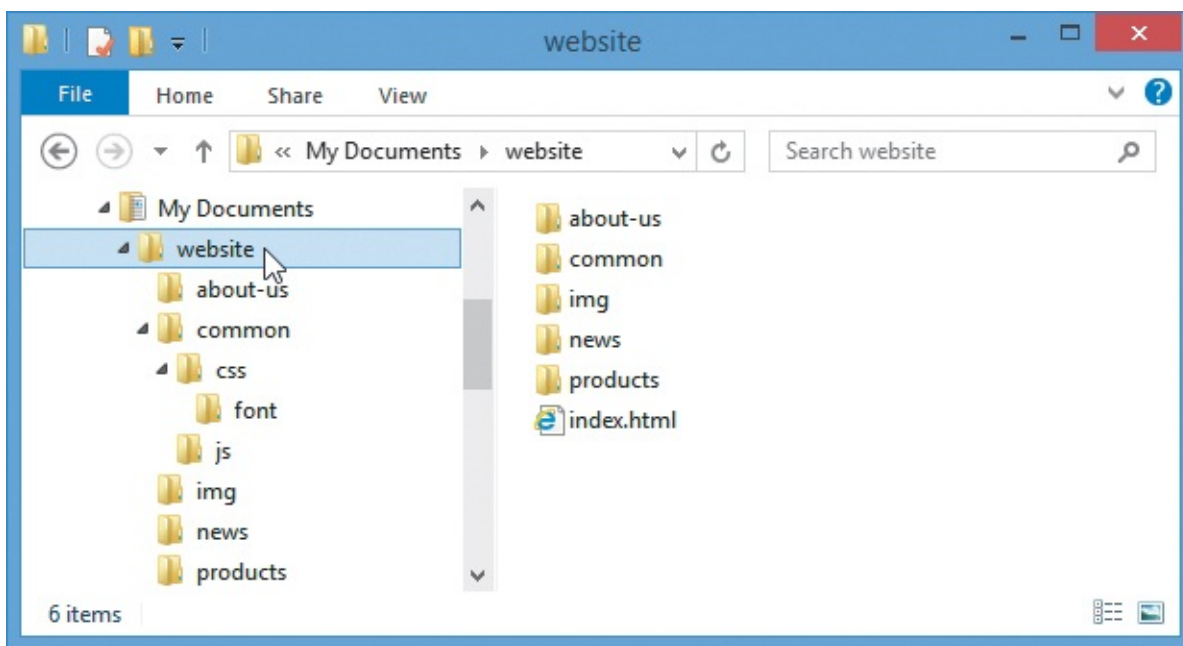 website
File Home Share View
« My Documents website Search website
My Documents
website
about-us
common
css
font
js
img
news
products
about-us
common
img
news
products
index.html
6 items